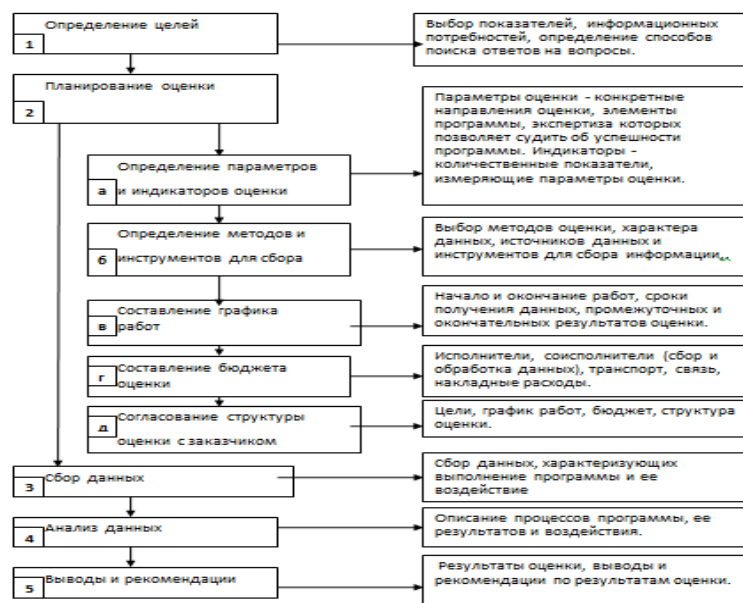 Определение целей
1
Выбор показателей, информационных
потребностей, определение способов
поиска ответов на вопросы.
Планирование оценки
2
Параметры оценки - конкретные
направления оценки, элементы
программы, экспертиза которых
позволяет судить об успешности
программы. Индикаторы -
количественные показатели,
измеряющие параметры оценки.
Определение параметров
а и индикаторов оценки
Определение методов и
б инструментов для сбора
Выбор методов оценки, характера
данных, источников данных и
инструментов для сбора информации
Составление графика
в работ
Начало и окончание работ, сроки
получения данных, промежуточных и
окончательных результатов оценки.
Составление бюджета
г оценки
Исполнители, соисполнители (сбор и
обработка данных), транспорт, связь,
накладные расходы.
Согласование структуры
д оценки с заказчиком
Цели, график работ, бюджет, структура
оценки.
3 Сбор данных
Сбор данных, характеризующих
выполнение программы и ее
воздействие
4 Анализ данных
Описание процессов программы, ее
результатов и воздействия.
5 Выводы и рекомендации
Результаты оценки, выводы и
рекомендации по результатам оценки.